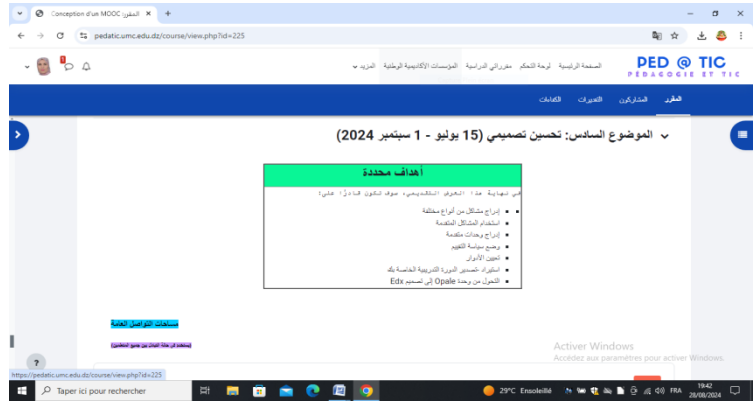 Conception d'un MOOC :المقرر
pedatic.umc.edu.dz/course/view.php?id=225
1
الصفحة الرئيسية لوحة التحكم مقرراتي الدراسية المؤسسات الأكاديمية الوطنية المزيد
PED @ TIC
PÉDAGOGIE ET TIC
المقرر المشاركون التقديرات الكفاءات
الموضوع السادس: تحسين تصميمي (15 يوليو - 1 سبتمبر 2024)
أهداف محددة
في نهاية هذا العرض التقديمي، سوف تكون قادرًا على:
إدراج مشاكل من أنواع مختلفة
استخدام المشاكل المتقدمة
إدراج وحدات متقدمة
وضع سياسة التقييم
تعيين الأدوار
استيراد -تصدير الدورة التدريبية الخاصة بك
التحول من وحدة Opale إلى تصميم Edx
مساحات التواصل العامة
Activer Windows
Accédez aux paramètres pour activer Windows.
?
https://pedatic.umc.edu.dz/course/view.php?id=225
Taper ici pour rechercher
29°C Ensoleillé
FRA
19:42
28/08/2024